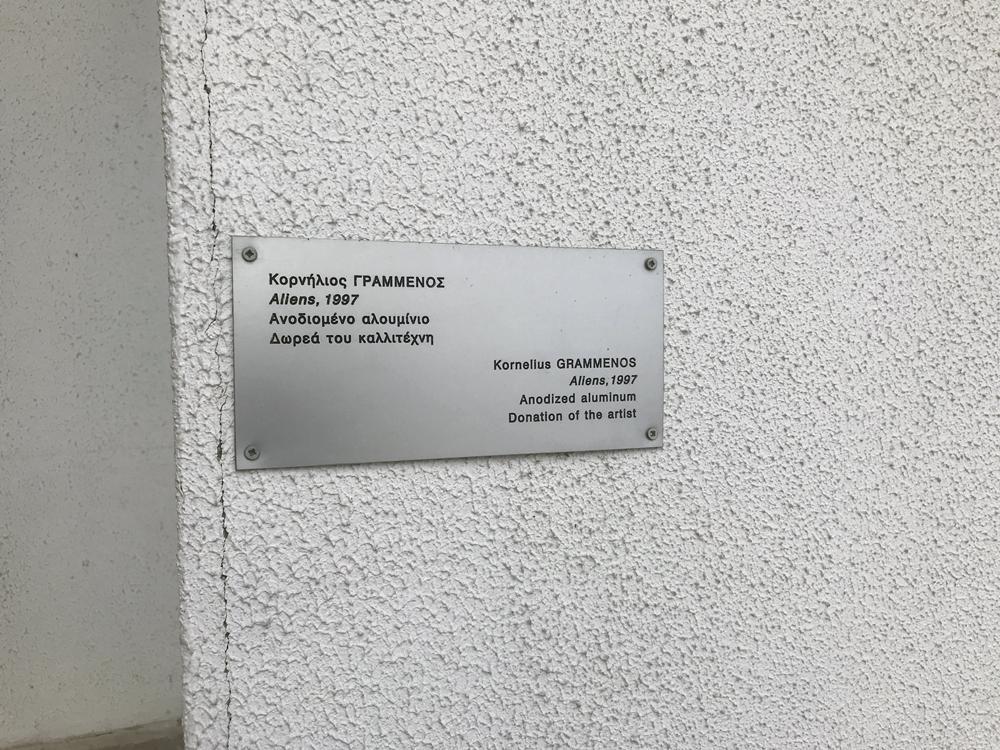 Κορνήλιος ΓΡΑΜΜΕΝΟΣ
Aliens, 1997
Ανοδιομένο αλουμίνιο
Δωρεά του καλλιτέχνη
Kornelius GRAMMENOS
Aliens,1997
Anodized aluminum
Donation of the artist